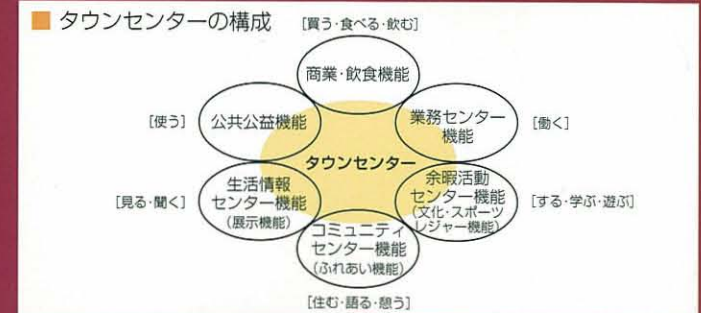 ■ タウンセンターの構成
[買う・食べる・飲む]
商業・飲食機能
[使う]
公共公益機能
業務センター
機能
[働く]
タウンセンター
[見る・聞く]
生活情報
センター機能
(展示機能)
余暇活動
センター機能
(文化・スポーツ
レジャー機能)
[する・学ぶ・遊ぶ]
コミュニティ
センター機能
(ふれあい機能)
[住む・語る・憩う]